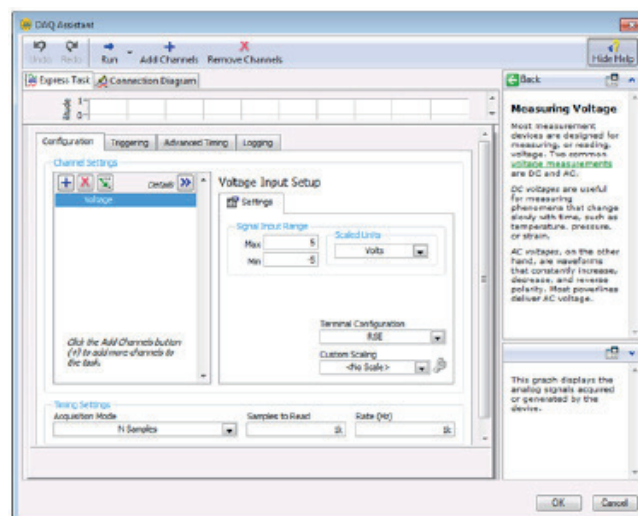 DAQ Assistant
Undo Redo Run Add Channels Remove Channels Hide Help
Express Task Connection Diagram
Back
1-
0-
Configuration Triggering Advanced Timing Logging
Channel Settings
Details
Voltage
Click the Add Channels button
(+) to add more channels to
the task.
Voltage Input Setup
Settings
Signal Input Range
Max 5
Min -5
Scaled Units
Volts
Terminal Configuration
RSE
Custom Scaling
<No Scale>
Timing Settings
Acquisition Mode Samples to Read Rate (Hz)
N Samples 1k 1k
Measuring Voltage
Most measurement
devices are designed for
measuring, or reading,
voltage. Two common
voltage measurements
are DC and AC.
DC voltages are useful
for measuring
phenomena that change
slowly with time, such as
temperature, pressure,
or strain.
AC voltages, on the other
hand, are waveforms
that constantly increase,
decrease, and reverse
polarity. Most powerlines
deliver AC voltage.
This graph displays the
analog signals acquired
or generated by the
device.
OK Cancel